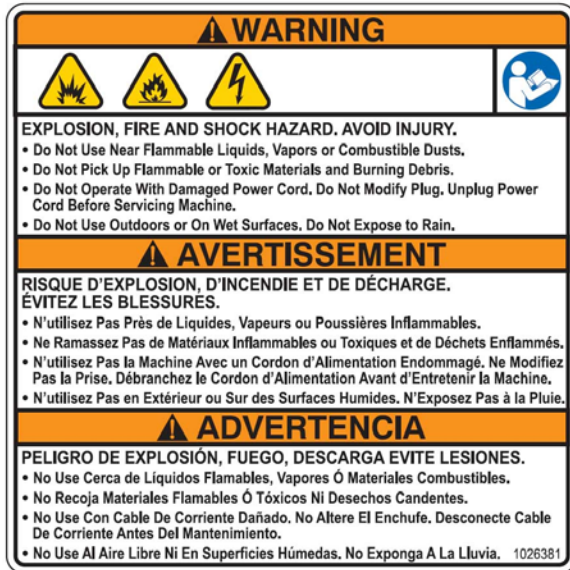 WARNING
EXPLOSION, FIRE AND SHOCK HAZARD. AVOID INJURY.
• Do Not Use Near Flammable Liquids, Vapors or Combustible Dusts.
• Do Not Pick Up Flammable or Toxic Materials and Burning Debris.
• Do Not Operate With Damaged Power Cord. Do Not Modify Plug. Unplug Power
Cord Before Servicing Machine.
• Do Not Use Outdoors or On Wet Surfaces. Do Not Expose to Rain.
AVERTISSEMENT
RISQUE D'EXPLOSION, D'INCENDIE ET DE DÉCHARGE.
ÉVITEZ LES BLESSURES.
• N'utilisez Pas Près de Liquides, Vapeurs ou Poussières Inflammables.
• Ne Ramassez Pas de Matériaux Inflammables ou Toxiques et de Déchets Enflammés.
• N'utilisez Pas la Machine Avec un Cordon d'Alimentation Endommagé. Ne Modifiez
Pas la Prise. Débranchez le Cordon d'Alimentation Avant d'Entretenir la Machine.
• N'utilisez Pas en Extérieur ou Sur des Surfaces Humides. N'Exposez Pas à la Pluie.
ADVERTENCIA
PELIGRO DE EXPLOSIÓN, FUEGO, DESCARGA EVITE LESIONES.
• No Use Cerca de Líquidos Flamables, Vapores Ó Materiales Combustibles.
• No Recoja Materiales Flamables Ó Tóxicos Ni Desechos Candentes.
• No Use Con Cable De Corriente Dañado. No Altere El Enchufe. Desconecte Cable
De Corriente Antes Del Mantenimiento.
• No Use Al Aire Libre Ni En Superficies Húmedas. No Exponga A La Lluvia. 1026381